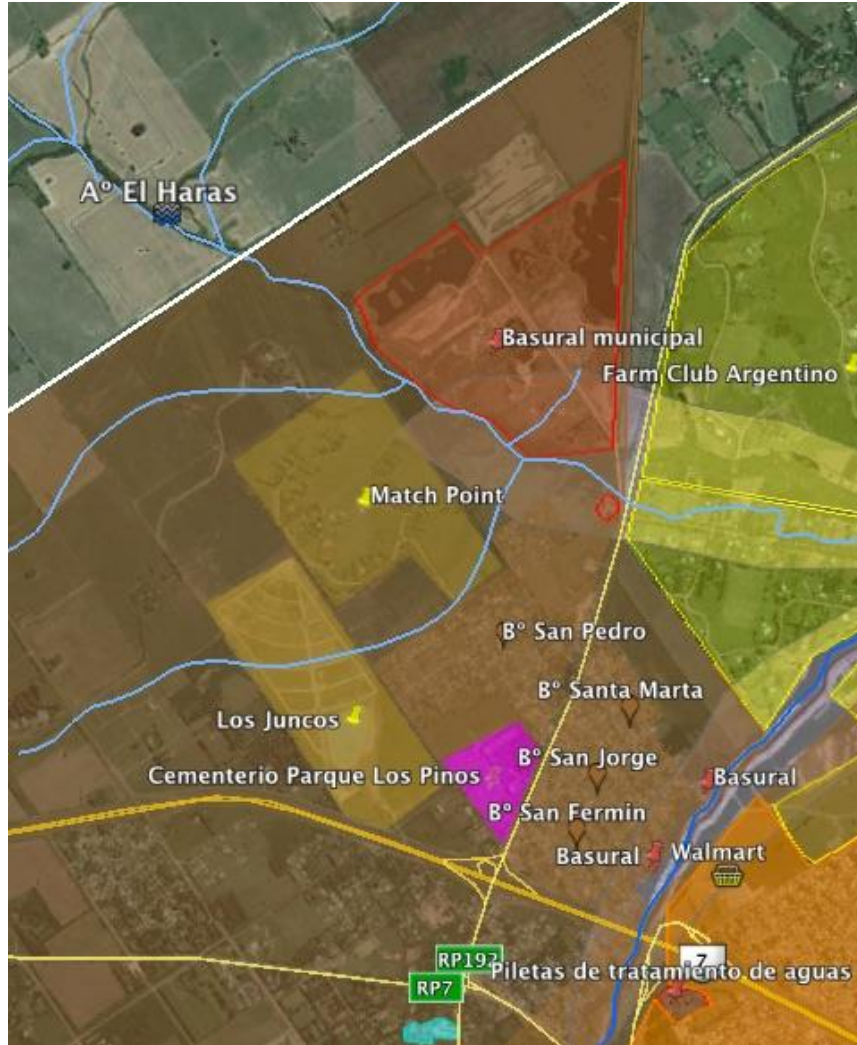 Aº El Haras
Basural municipal
Farm Club Argentino
Match Point
Bº San Pedro
Bº Santa Marta
Los Juncos
Bº San Jorge
Cementerio Parque Los Pinos
Basural
Bº San Fermin
Basural
Walmart
RP192
7
Piletas de tratamiento de aguas
RP7